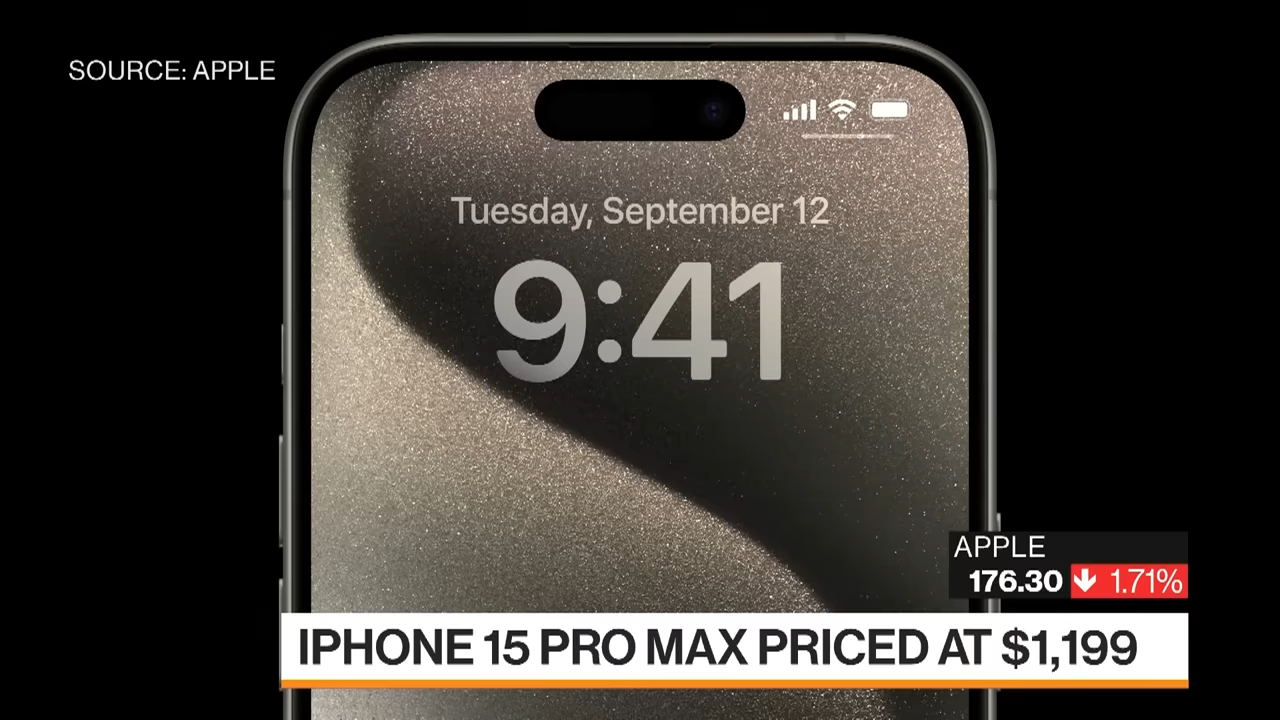 SOURCE: APPLE
Tuesday, September 12
9:41
APPLE
176.30 1.71%
IPHONE 15 PRO MAX PRICED AT $1,199